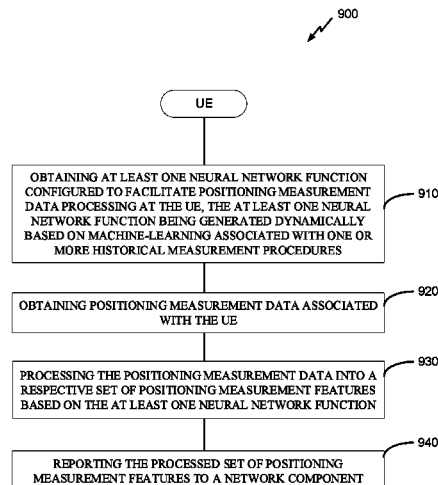 900
UE
OBTAINING AT LEAST ONE NEURAL NETWORK FUNCTION
CONFIGURED TO FACILITATE POSITIONING MEASUREMENT
DATA PROCESSING AT THE UE, THE AT LEAST ONE NEURAL
NETWORK FUNCTION BEING GENERATED DYNAMICALLY
BASED ON MACHINE-LEARNING ASSOCIATED WITH ONE OR
MORE HISTORICAL MEASUREMENT PROCEDURES
910
OBTAINING POSITIONING MEASUREMENT DATA ASSOCIATED
WITH THE UE
920
PROCESSING THE POSITIONING MEASUREMENT DATA INTO A
RESPECTIVE SET OF POSITIONING MEASUREMENT FEATURES
BASED ON THE AT LEAST ONE NEURAL NETWORK FUNCTION
930
REPORTING THE PROCESSED SET OF POSITIONING
MEASUREMENT FEATURES TO A NETWORK COMPONENT
940